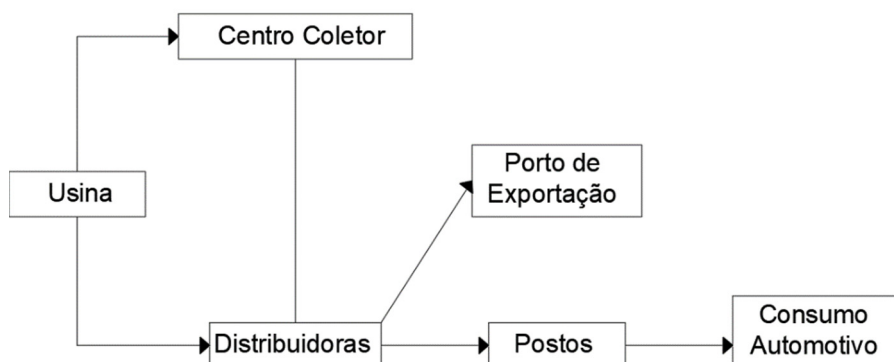 Centro Coletor
Porto de
Exportação
Usina
Distribuidoras
Postos
Consumo
Automotivo